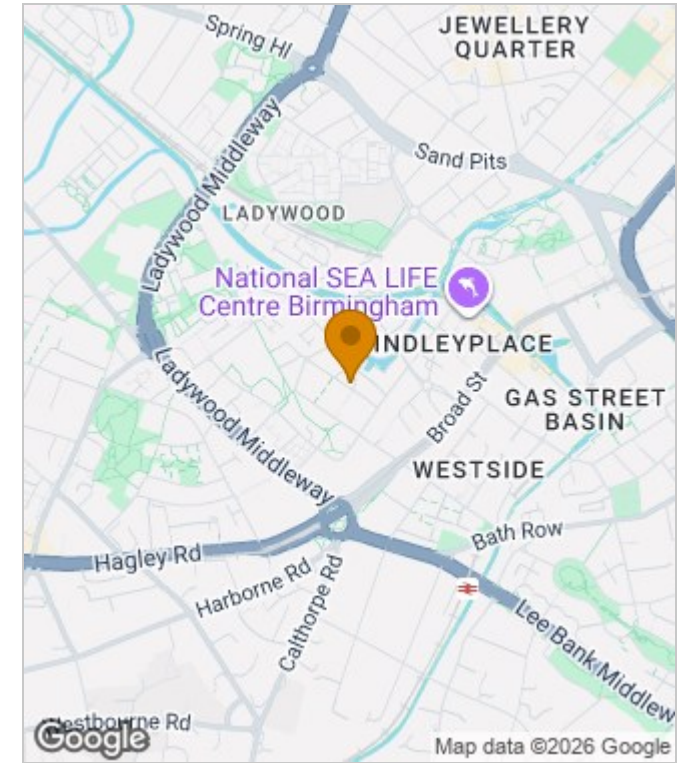 Spring Hl
JEWELLERY
QUARTER
Ladywood Middleway
Sand Pits
LADYWOOD
National SEA LIFE
Centre Birmingham
INDLEYPLACE
Ladywood Middleway
Broad St
GAS STREET
BASIN
WESTSIDE
Hagley Rd
Bath Row
Harborne Rd
Calthorpe Rd
Lee Bank Middlew
estbourne Rd
Google
Map data ©2026 Google